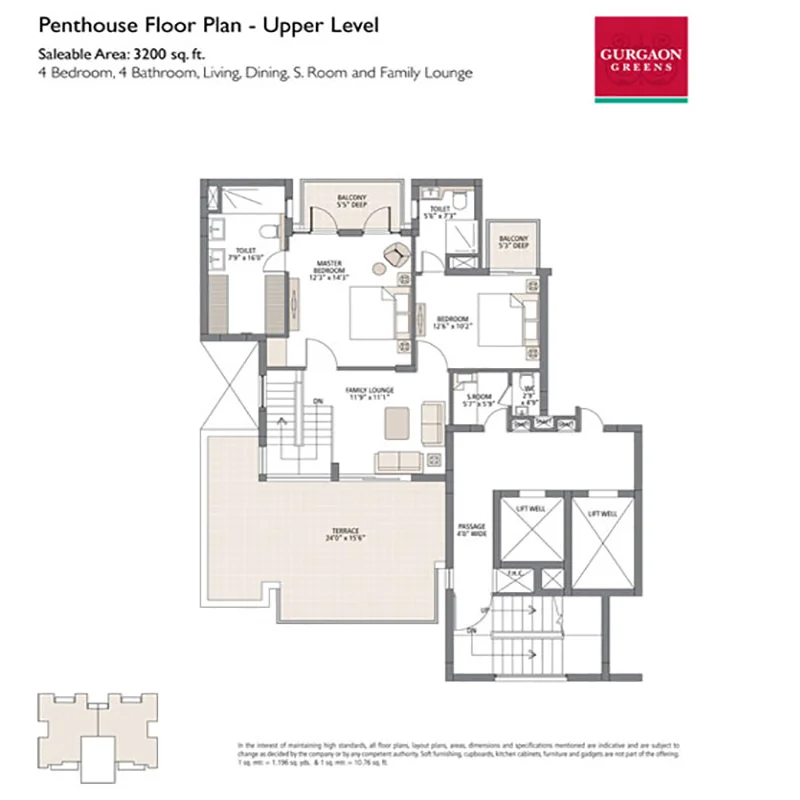 Penthouse Floor Plan - Upper Level
Saleable Area: 3200 sq. ft.
4 Bedroom, 4 Bathroom, Living, Dining, S. Room and Family Lounge
GURGAON
GREENS
BALCONY
5'5" DEEP
TOILET
5'6" x 7'3"
BALCONY
5'3" DEEP
TOILET
7'9" x 16'0"
MASTER
BEDROOM
12'3" x 14'3"
BEDROOM
12'6" x 10'2"
FAMILY LOUNGE
11'9" x 11'1"
DN
S.ROOM
5'7" x 5'9"
2'9"
x 4'9"
SHAFT
SHAFT
SHAFT
LIFT WELL
LIFT WELL
PASSAGE
4'0" WIDE
TERRACE
24'0" x 15'6"
F.H.C.
UP
DN
In the interest of maintaining high standards, all floor plans, layout plans, areas, dimensions and specifications mentioned are indicative and are subject to
change as decided by the company or by any competent authority. Soft furnishing, cupboards, kitchen cabinets, furniture and gadgets are not part of the offering.
1 sq. mtr. = 1.196 sq. yds. & 1 sq. mtr. = 10.76 sq. ft.